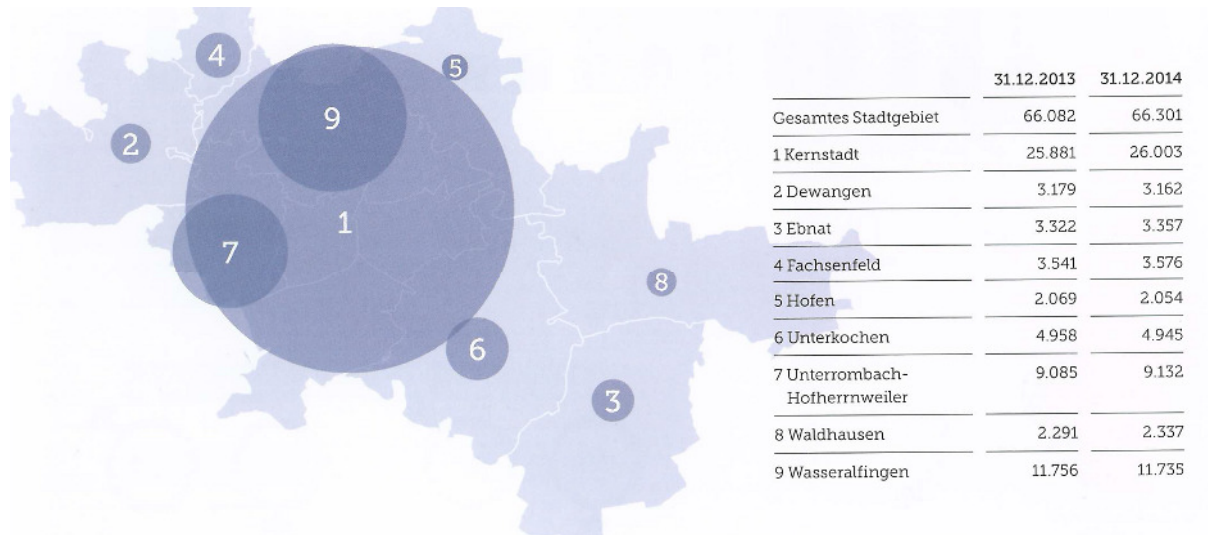 4
5
9
2
1
7
8
6
3
31.12.2013 31.12.2014
Gesamtes Stadtgebiet 66.082 66.301
1 Kernstadt 25.881 26.003
2 Dewangen 3.179 3.162
3 Ebnat 3.322 3.357
4 Fachsenfeld 3.541 3.576
5 Hofen 2.069 2.054
6 Unterkochen 4.958 4.945
7 Unterrombach- 9.085 9.132
Hofherrnweiler
8 Waldhausen 2.291 2.337
9 Wasseralfingen 11.756 11.735